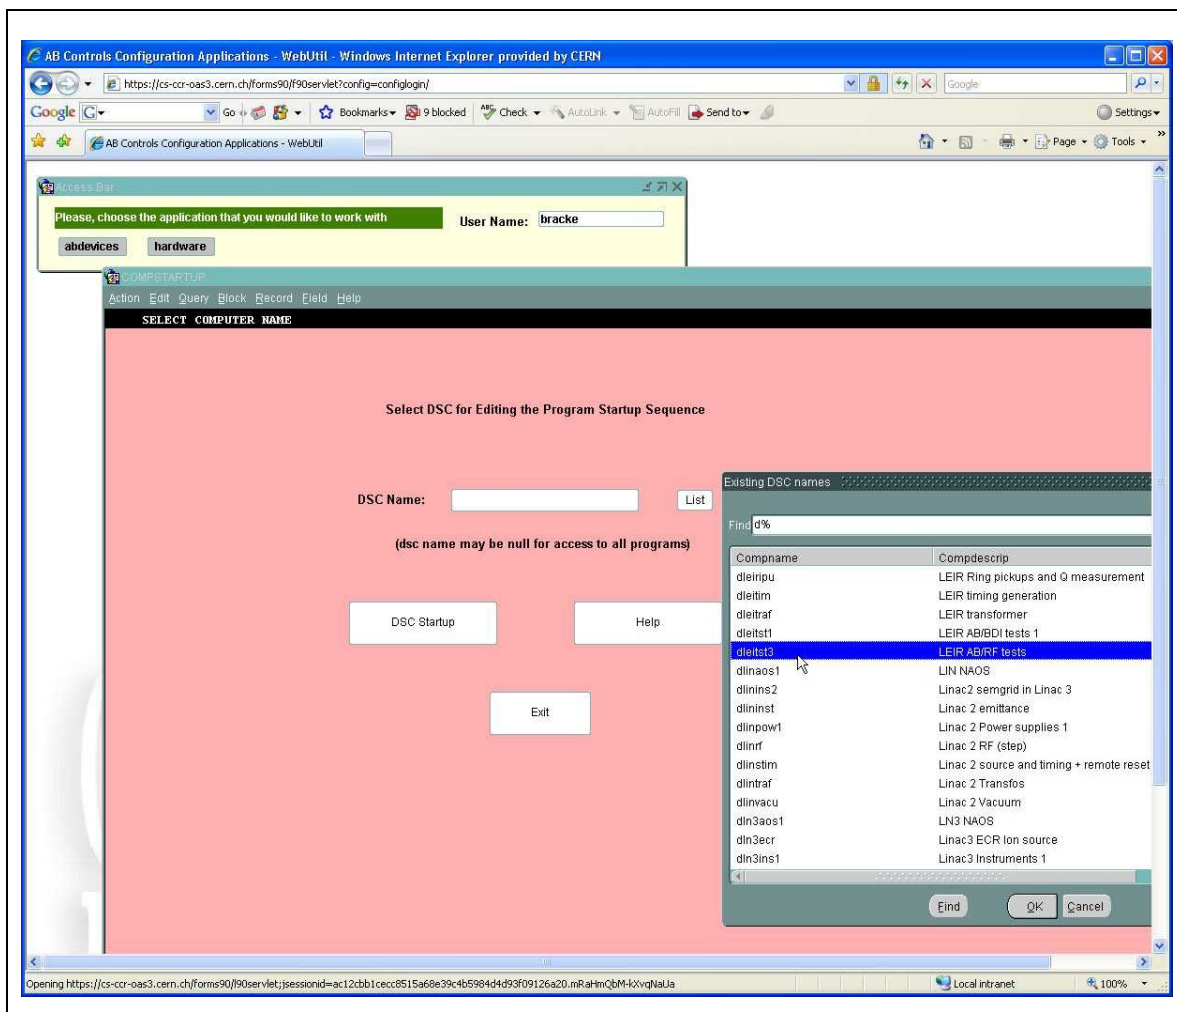 AB Controls Configuration Applications - WebUtil - Windows Internet Explorer provided by CERN
https://cs-ccr-oas3.cern.ch/forms90/f90servlet?config=configlogin/
Google
Google G Go Bookmarks 9 blocked ABC Check AutoLink AutoFill Send to Settings
AB Controls Configuration Applications - WebUtil Page Tools »
Access Bar
Please, choose the application that you would like to work with User Name: bracke
abdevices hardware
COMPSTARTUP
Action Edit Query Block Record Field Help
SELECT COMPUTER NAME
Select DSC for Editing the Program Startup Sequence
DSC Name: List
(dsc name may be null for access to all programs)
DSC Startup Help
Exit
Existing DSC names
Find d%
Compname Compdescrip
dleiripu LEIR Ring pickups and Q measurement
dleitim LEIR timing generation
dleitraf LEIR transformer
dleitst1 LEIR AB/BDI tests 1
dleitst3 LEIR AB/RF tests
dlinaos1 LIN NAOS
dlinins2 Linac2 semgrid in Linac 3
dlininst Linac 2 emittance
dlinpow1 Linac 2 Power supplies 1
dlinrf Linac 2 RF (step)
dlinstim Linac 2 source and timing + remote reset
dlintraf Linac 2 Transfos
dlinvacu Linac 2 Vacuum
dln3aos1 LN3 NAOS
dln3ecr Linac3 ECR Ion source
dln3ins1 Linac3 Instruments 1
Find OK Cancel
Opening https://cs-ccr-oas3.cern.ch/forms90/l90servlet;jsessionid=ac12cbb1cecc8515a68e39c4b5984d4d93f09126a20.mRaHmQbM-kXvqNaUa Local intranet 100%